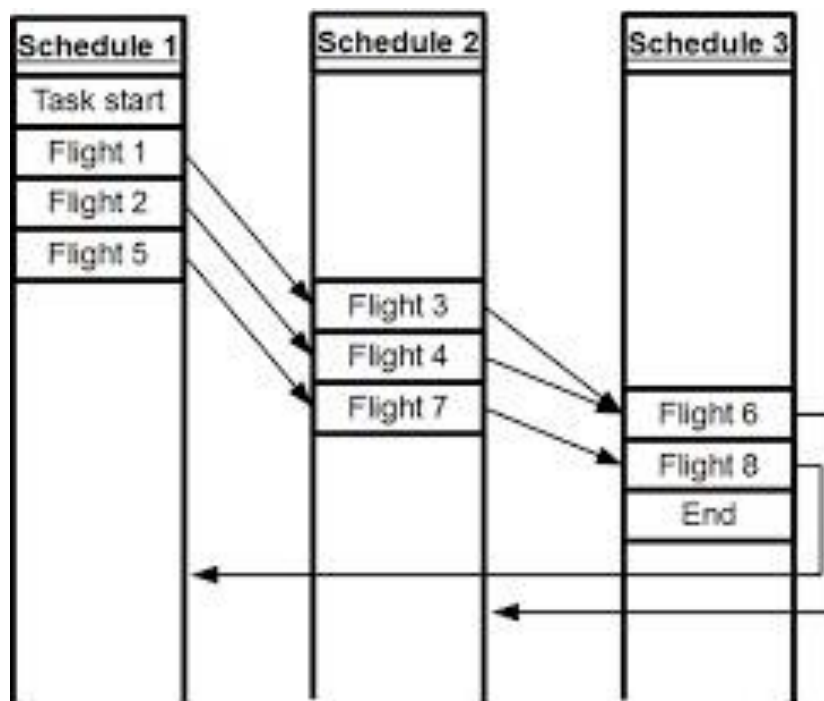 Schedule 1
Task start
Flight 1
Flight 2
Flight 5
Schedule 2
Flight 3
Flight 4
Flight 7
Schedule 3
Flight 6
Flight 8
End